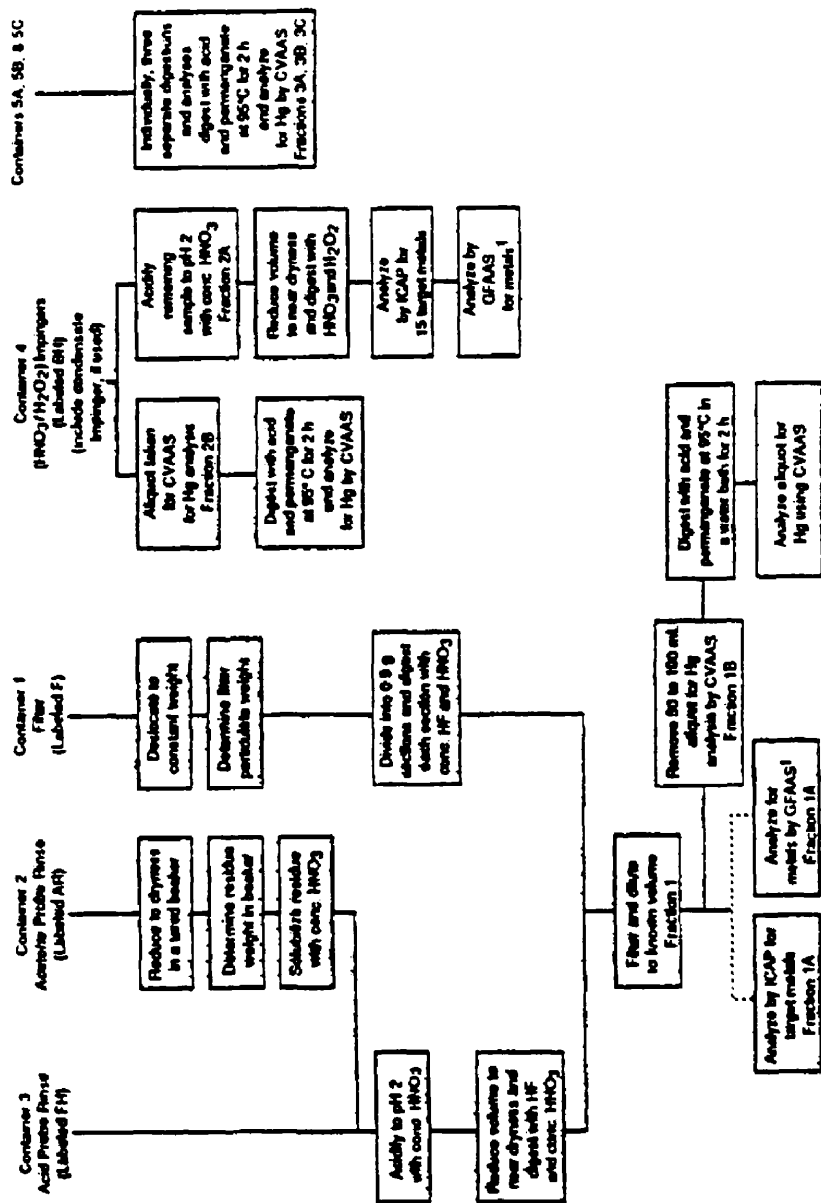 Container 3
Acid Probe Rinse
(Labeled FH)
Acidify to pH 2
with conc HNO3
Reduce volume to
near dryness and
digest with HF
and conc HNO3
Container 2
Acetone Probe Rinse
(Labeled AR)
Reduce to dryness
in a tared beaker
Determine residue
weight in beaker
Solubilize residue
with conc HNO3
Container 1
Filter
(Labeled F)
Desiccate to
constant weight
Determine filter
particulate weight
Divide into 0.5 g
sections and digest
each section with
conc. HF and HNO3
Filter and dilute
to known volume
Fraction 1
Analyze by ICAP for
target metals
Fraction 1A
Analyze for
metals by GFAAS1
Fraction 1A
Remove 50 to 100 mL
aliquot for Hg
analysis by CVAAS
Fraction 1B
Digest with acid and
permanganate at 95°C in
a water bath for 2 h
Analyze aliquot for
Hg using CVAAS
Container 4
(HNO3/H2O2) Impingers
(Labeled BH)
(include condensate
impinger, if used)
Aliquot taken
for CVAAS
for Hg analysis
Fraction 2B
Digest with acid
and permanganate
at 95°C for 2 h
and analyze
for Hg by CVAAS
Acidify
remaining
sample to pH 2
with conc HNO3
Fraction 2A
Reduce volume
to near dryness
and digest with
HNO3 and H2O2
Analyze
by ICAP for
15 target metals
Analyze by
GFAAS
for metals1
Containers 5A, 5B, & 5C
Individually, three
separate digestions
and analyses
digest with acid
and permanganate
at 95°C for 2 h
and analyze
for Hg by CVAAS
Fractions 3A, 3B, 3C